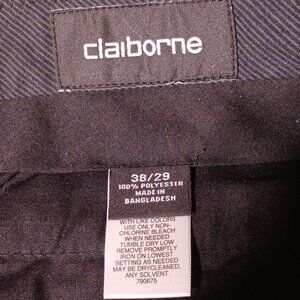 claiborne
38/29
100% POLYESTER
MADE IN
BANGLADESH
WITH LIKE COLORS
USE ONLY NON-
CHLORINE BLEACH
WHEN NEEDED
TUMBLE DRY LOW
REMOVE PROMPTLY
IRON ON LOWEST
SETTING AS NEEDED
MAY BE DRYCLEANED,
ANY SOLVENT
790675